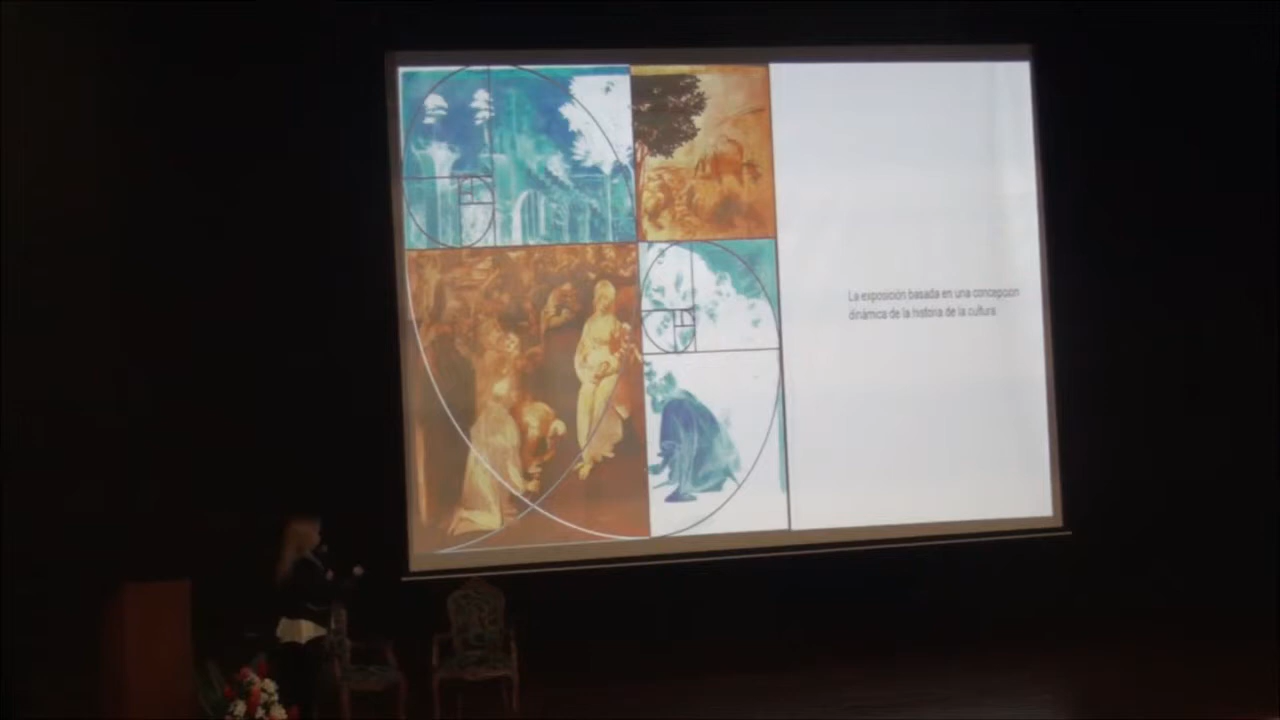 La exposición basada en una concepción
dinámica de la historia de la cultura